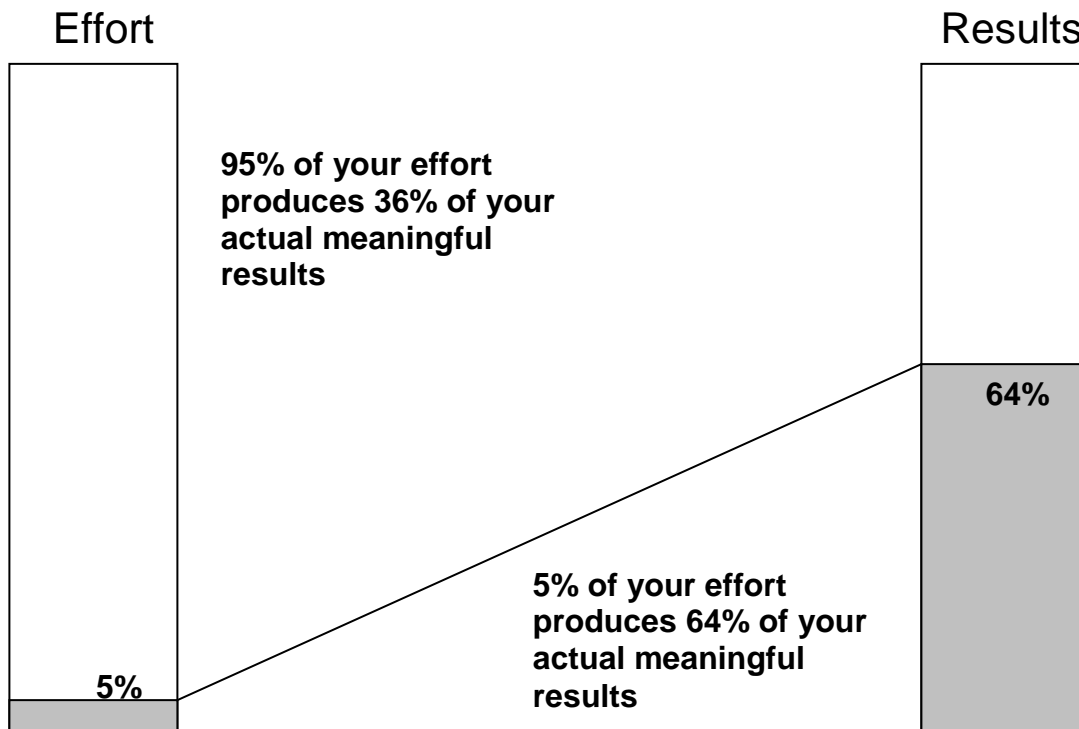 Effort
Results
95% of your effort
produces 36% of your
actual meaningful
results
64%
5% of your effort
produces 64% of your
actual meaningful
results
5%